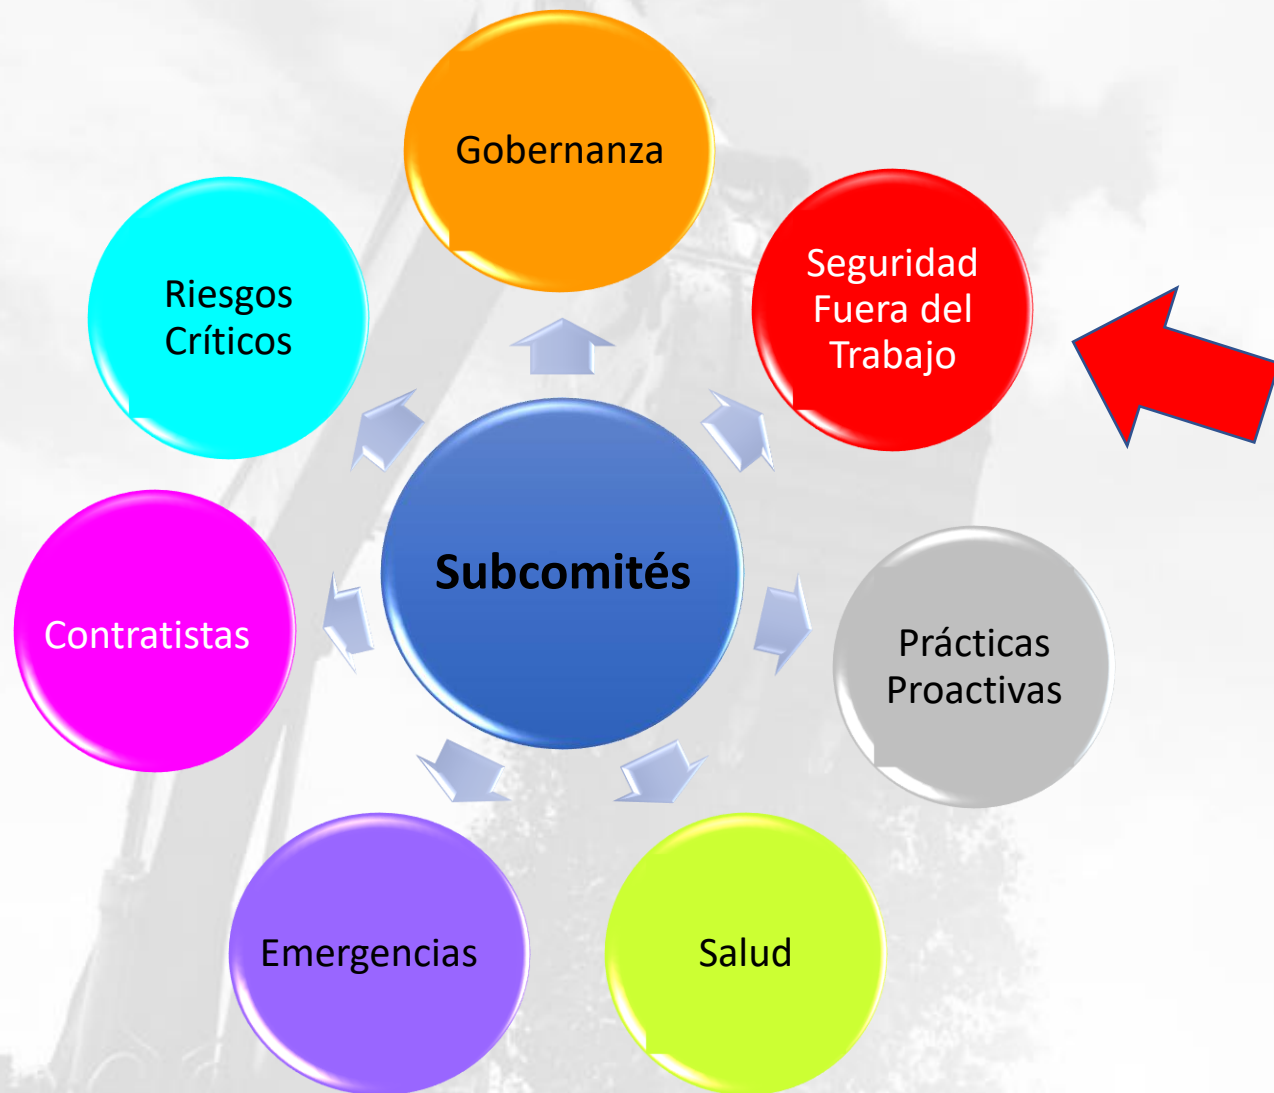 Gobernanza
Seguridad
Fuera del
Trabajo
Riesgos
Críticos
Subcomités
Contratistas
Prácticas
Proactivas
Emergencias
Salud